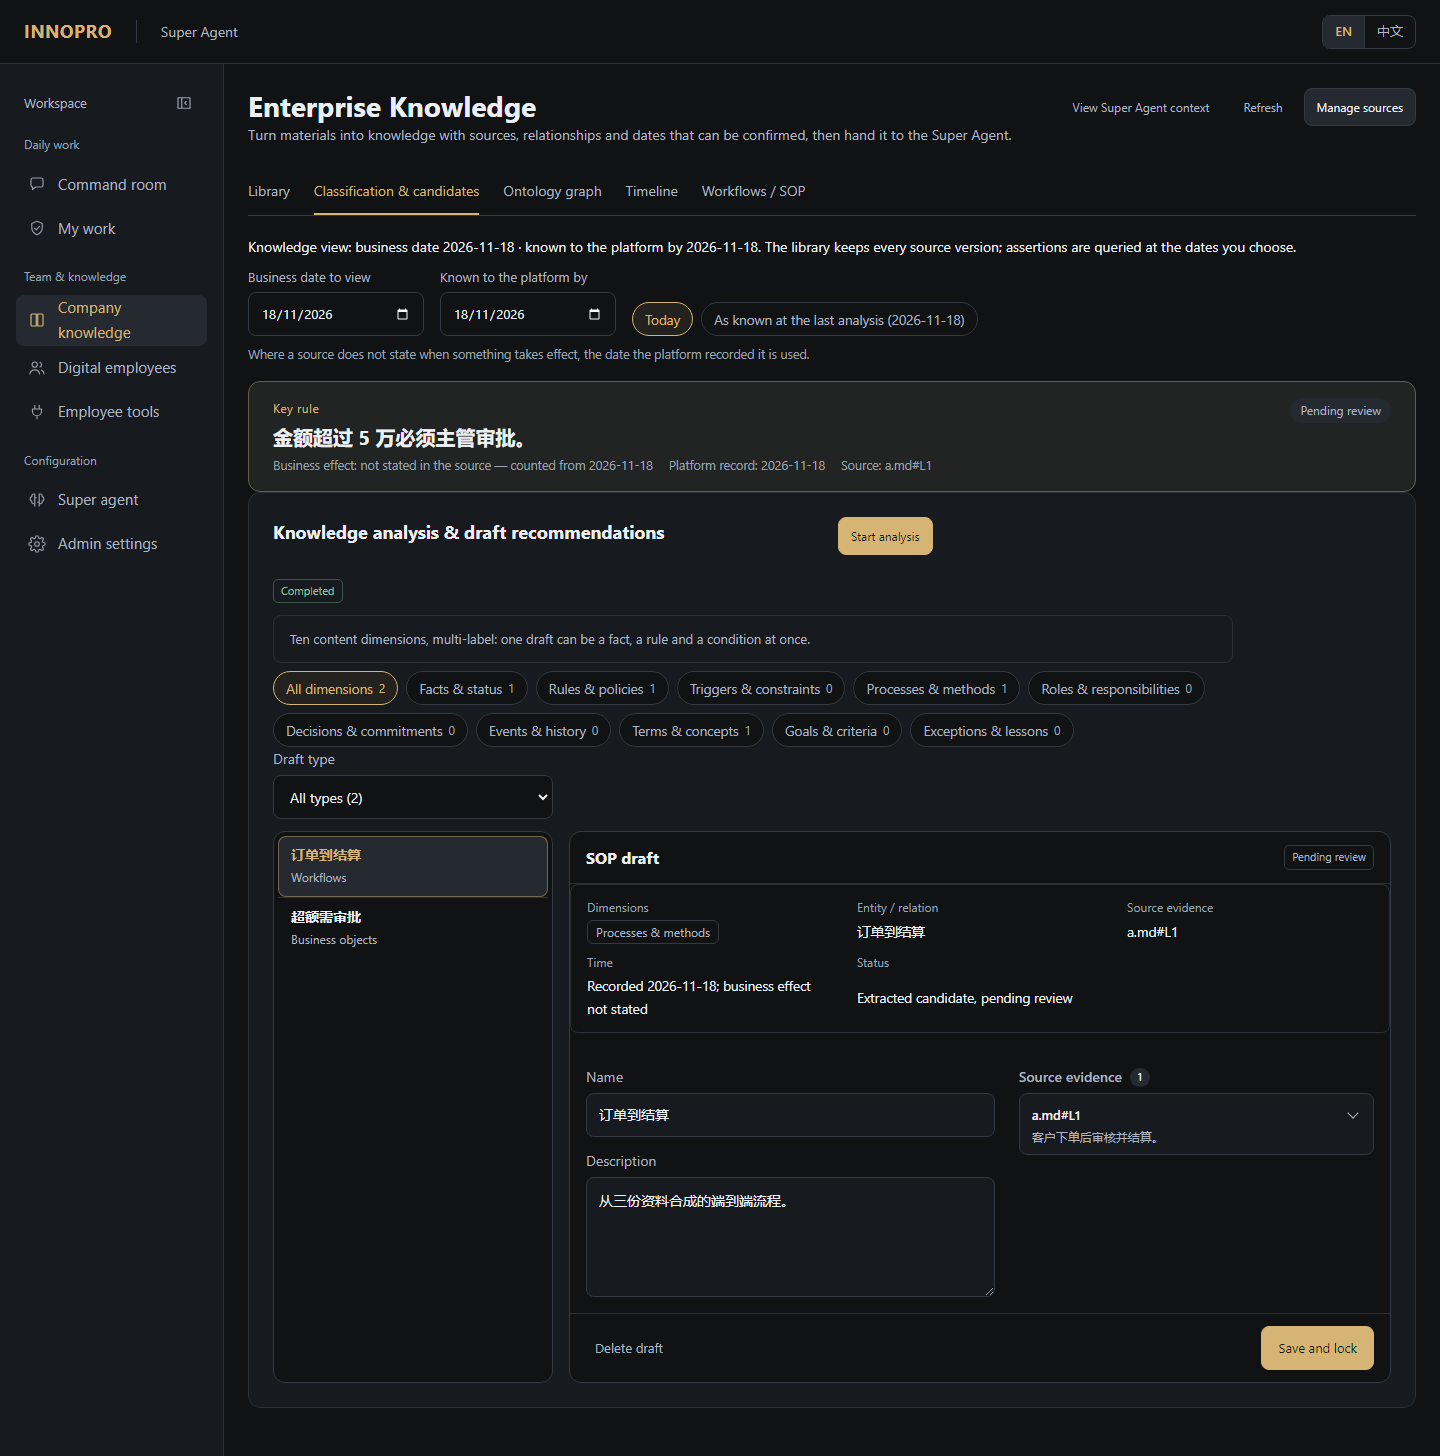 INNOPRO
Super Agent
EN
中文
Workspace
Daily work
Command room
My work
Team & knowledge
Company
knowledge
Digital employees
Employee tools
Configuration
Super agent
Admin settings
Enterprise Knowledge
Turn materials into knowledge with sources, relationships and dates that can be confirmed, then hand it to the Super Agent.
View Super Agent context
Refresh
Manage sources
Library
Classification & candidates
Ontology graph
Timeline
Workflows / SOP
Knowledge view: business date 2026-11-18 · known to the platform by 2026-11-18. The library keeps every source version; assertions are queried at the dates you choose.
Business date to view
Known to the platform by
18/11/2026
18/11/2026
Today
As known at the last analysis (2026-11-18)
Where a source does not state when something takes effect, the date the platform recorded it is used.
Key rule
Pending review
金额超过 5 万必须主管审批。
Business effect: not stated in the source — counted from 2026-11-18
Platform record: 2026-11-18
Source: a.md#L1
Knowledge analysis & draft recommendations
Start analysis
Completed
Ten content dimensions, multi-label: one draft can be a fact, a rule and a condition at once.
All dimensions 2
Facts & status 1
Rules & policies 1
Triggers & constraints 0
Processes & methods 1
Roles & responsibilities 0
Decisions & commitments 0
Events & history 0
Terms & concepts 1
Goals & criteria 0
Exceptions & lessons 0
Draft type
All types (2)
订单到结算
Workflows
超额需审批
Business objects
SOP draft
Pending review
Dimensions
Processes & methods
Entity / relation
订单到结算
Source evidence
a.md#L1
Time
Recorded 2026-11-18; business effect
not stated
Status
Extracted candidate, pending review
Name
订单到结算
Description
从三份资料合成的端到端流程。
Source evidence 1
a.md#L1
客户下单后审核并结算。
Delete draft
Save and lock